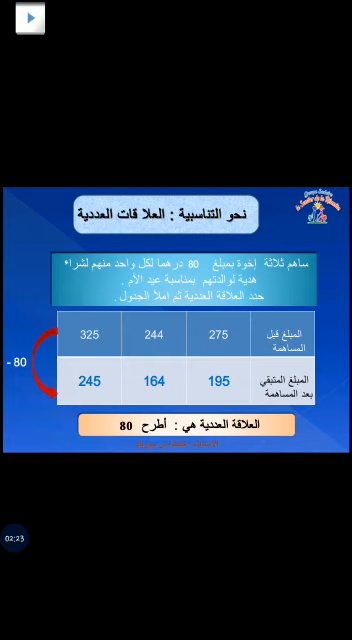 نحو التناسبية : العلا قات العددية
ساهم ثلاثة إخوة بمبلغ 80 درهما لكل واحد منهم لشراء
هدية لوالدتهم بمناسبة عيد الأم .
حدد العلاقة العددية ثم املأ الجدول .
المبلغ قبل المساهمة 275 244 325
المبلغ المتبقي بعد المساهمة 195 164 245
- 80
العلاقة العددية هي : أطرح 80
02:23